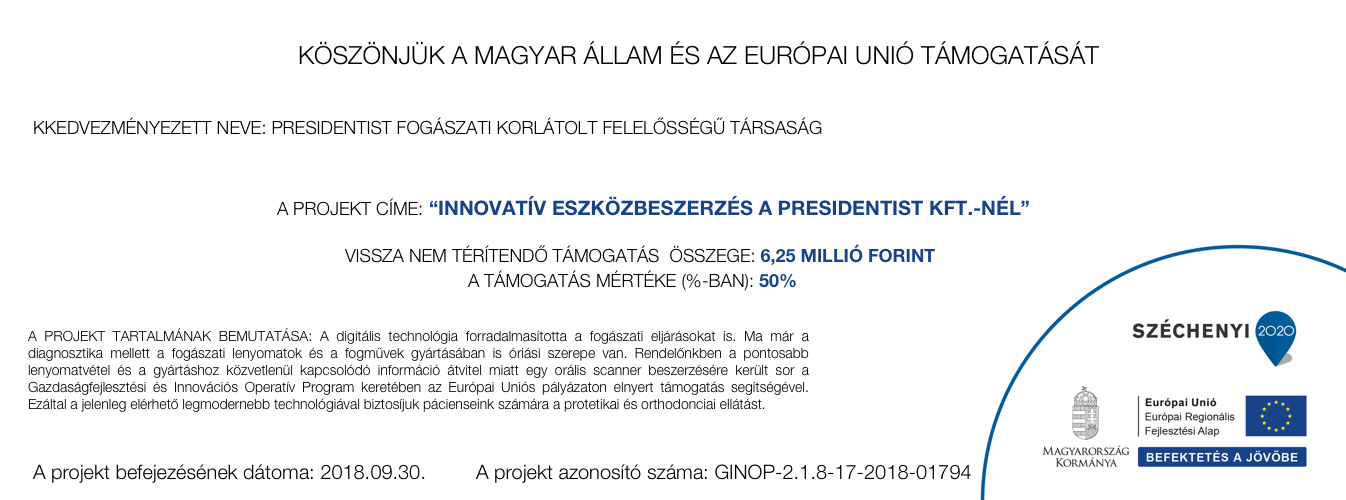 KÖSZÖNJÜK A MAGYAR ÁLLAM ÉS AZ EURÓPAI UNIÓ TÁMOGATÁSÁT
KKEDVEZMÉNYEZETT NEVE: PRESIDENTIST FOGÁSZATI KORLÁTOLT FELELŐSSÉGŰ TÁRSASÁG
A PROJEKT CÍME: “INNOVATÍV ESZKÖZBESZERZÉS A PRESIDENTIST KFT.-NÉL”
VISSZA NEM TÉRÍTENDŐ TÁMOGATÁS ÖSSZEGE: 6,25 MILLIÓ FORINT
A TÁMOGATÁS MÉRTÉKE (%-BAN): 50%
A PROJEKT TARTALMÁNAK BEMUTATÁSA: A digitális technológia forradalmasította a fogászati eljárásokat is. Ma már a
diagnosztika mellett a fogászati lenyomatok és a fogművek gyártásában is óriási szerepe van. Rendelőnkben a pontosabb
lenyomatvétel és a gyártáshoz közvetlenül kapcsolódó információ átvitel miatt egy orális scanner beszerzésére került sor a
Gazdaságfejlesztési és Innovációs Operatív Program keretében az Európai Uniós pályázaton elnyert támogatás segítségével.
Ezáltal a jelenleg elérhető legmodernebb technológiával biztosíjuk pácienseink számára a protetikai és orthodonciai ellátást.
A projekt befejezésének dátoma: 2018.09.30.
A projekt azonosító száma: GINOP-2.1.8-17-2018-01794
SZÉCHENYI 2020
MAGYARORSZÁG
KORMÁNYA
Európai Unió
Európai Regionális
Fejlesztési Alap
BEFEKTETÉS A JÖVŐBE